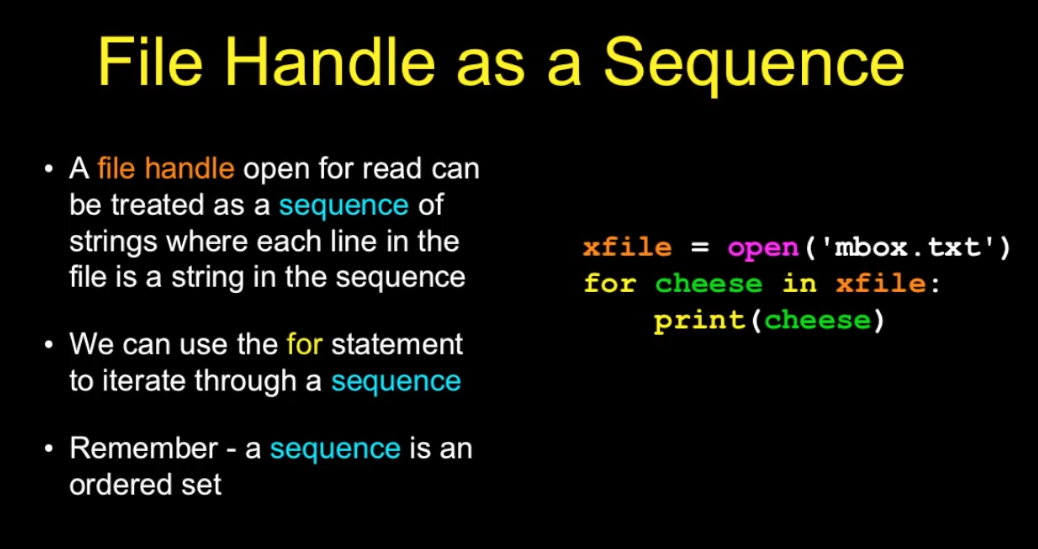 File Handle as a Sequence
• A file handle open for read can
be treated as a sequence of
strings where each line in the
file is a string in the sequence
• We can use the for statement
to iterate through a sequence
• Remember - a sequence is an
ordered set
xfile = open('mbox.txt')
for cheese in xfile:
    print(cheese)